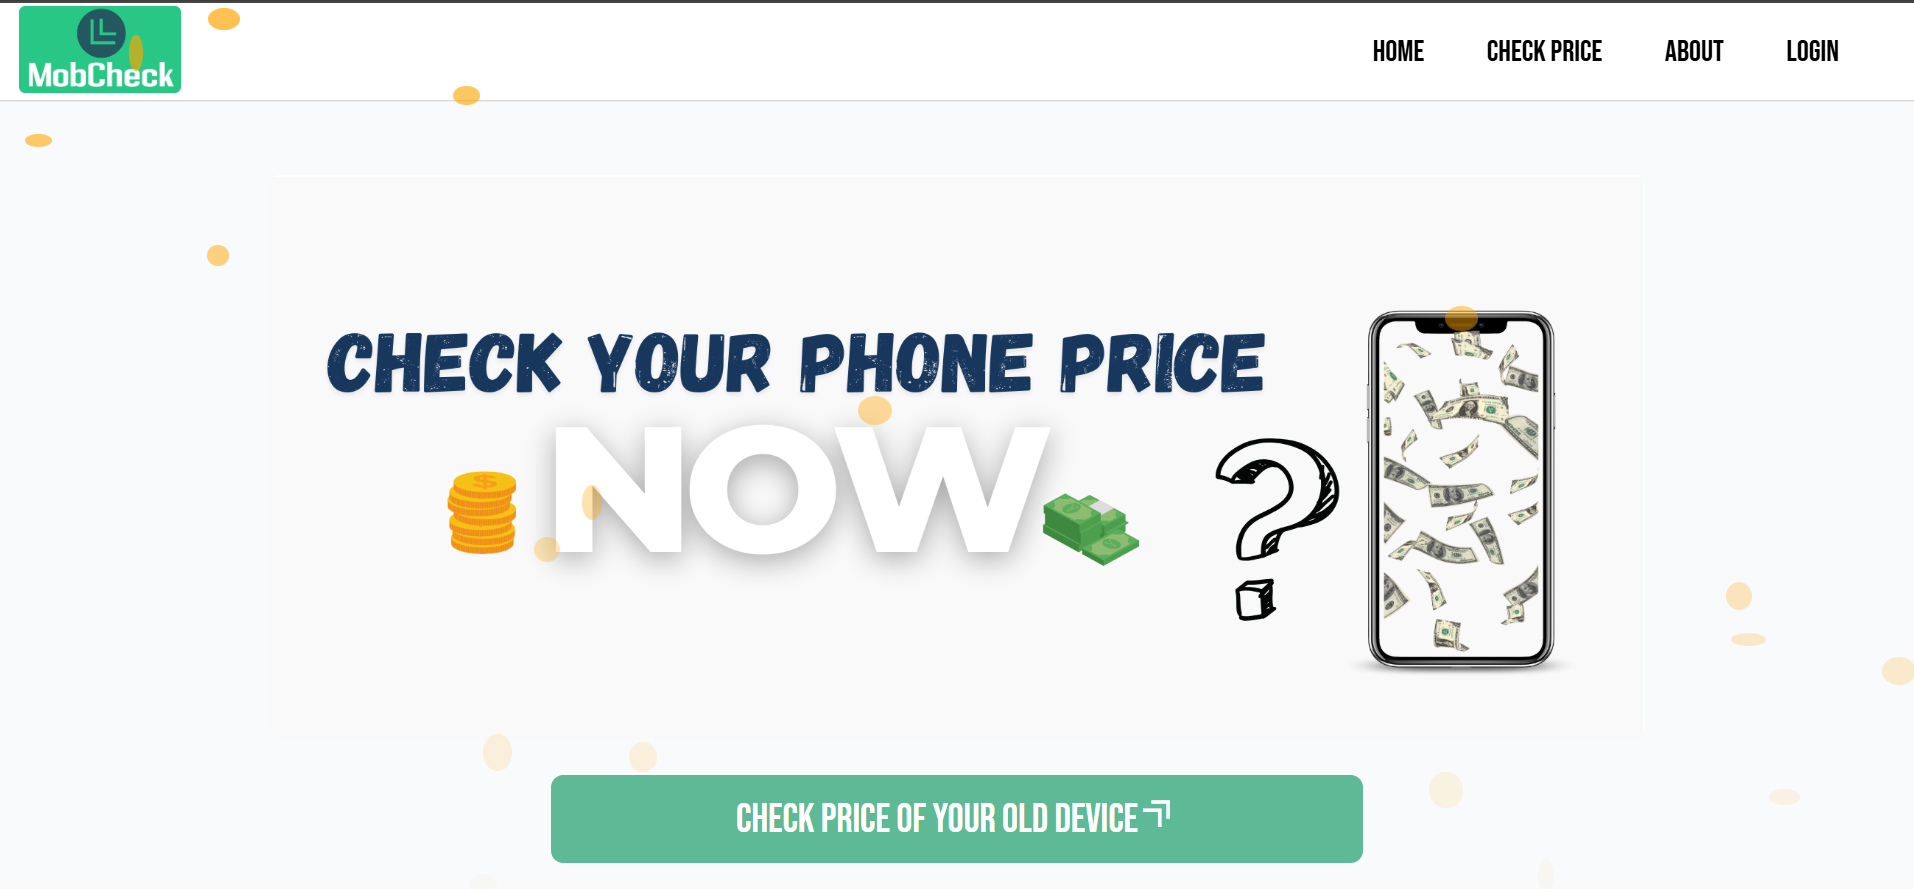 MobCheck
HOME CHECK PRICE ABOUT LOGIN
CHECK YOUR PHONE PRICE
NOW
?
CHECK PRICE OF YOUR OLD DEVICE